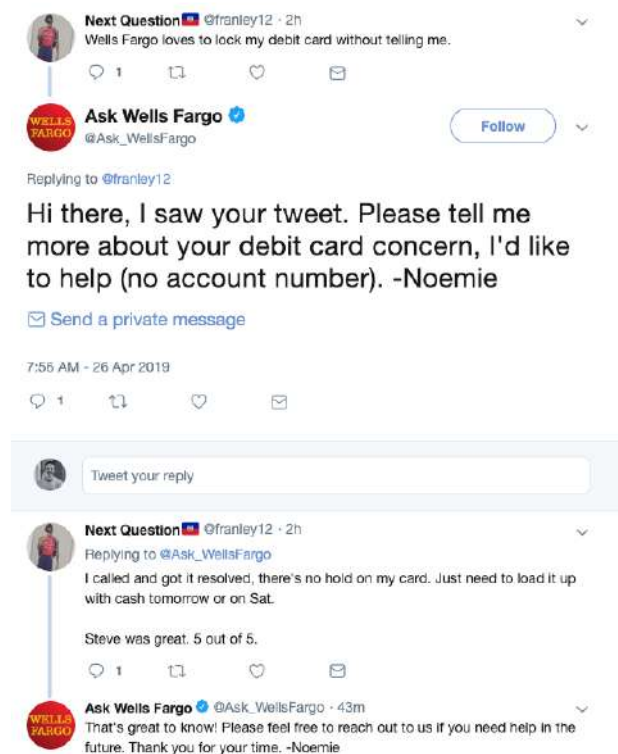 Next Question🇭🇹 @franley12 · 2h
Wells Fargo loves to lock my debit card without telling me.
1
WELLS
FARGO
Ask Wells Fargo
@Ask_WellsFargo
Follow
Replying to @franley12
Hi there, I saw your tweet. Please tell me
more about your debit card concern, I'd like
to help (no account number). -Noemie
Send a private message
7:56 AM - 26 Apr 2019
1
Tweet your reply
Next Question🇭🇹 @franley12 · 2h
Replying to @Ask_WellsFargo
I called and got it resolved, there's no hold on my card. Just need to load it up
with cash tomorrow or on Sat.
Steve was great. 5 out of 5.
1
WELLS
FARGO
Ask Wells Fargo @Ask_WellsFargo · 43m
That's great to know! Please feel free to reach out to us if you need help in the
future. Thank you for your time. -Noemie